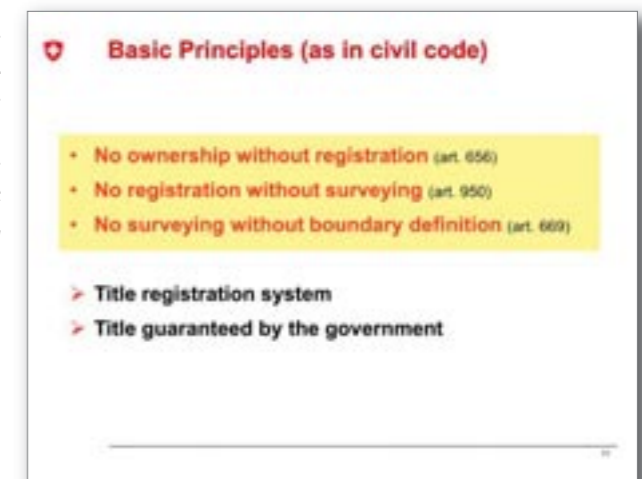 Basic Principles (as in civil code)
• No ownership without registration (art. 656)
• No registration without surveying (art. 950)
• No surveying without boundary definition (art. 669)
➢ Title registration system
➢ Title guaranteed by the government